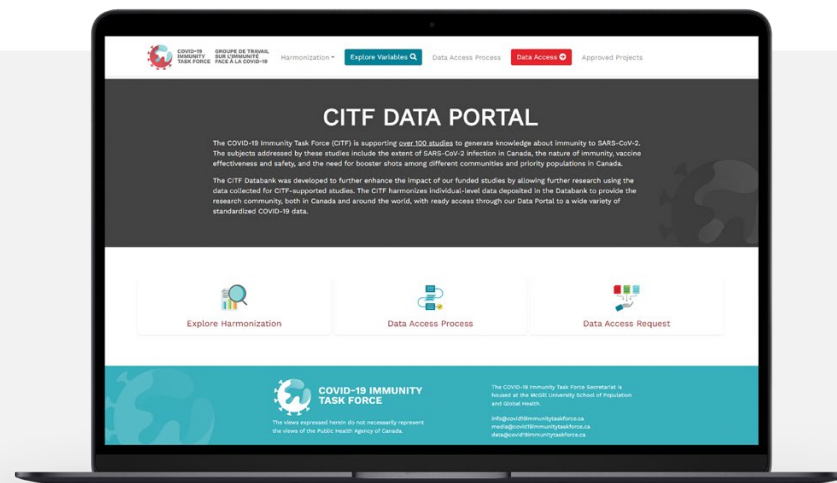 COVID-19
IMMUNITY
TASK FORCE
GROUPE DE TRAVAIL
SUR L'IMMUNITÉ
FACE À LA COVID-19
Harmonization
Explore Variables
Data Access Process
Data Access
Approved Projects
CITF DATA PORTAL
The COVID-19 Immunity Task Force (CITF) is supporting over 100 studies to generate knowledge about immunity to SARS-CoV-2.
The subjects addressed by these studies include the extent of SARS-CoV-2 infection in Canada, the nature of immunity, vaccine
effectiveness and safety, and the need for booster shots among different communities and priority populations in Canada.
The CITF Databank was developed to further enhance the impact of our funded studies by allowing further research using the
data collected for CITF-supported studies. The CITF harmonizes individual-level data deposited in the Databank to provide the
research community, both in Canada and around the world, with ready access through our Data Portal to a wide variety of
standardized COVID-19 data.
Explore Harmonization
Data Access Process
Data Access Request
COVID-19 IMMUNITY
TASK FORCE
The views expressed herein do not necessarily represent
the views of the Public Health Agency of Canada.
The COVID-19 Immunity Task Force Secretariat is
housed at the McGill University School of Population
and Global Health.
info@covid19immunitytaskforce.ca
media@covid19immunitytaskforce.ca
data@covid19immunitytaskforce.ca